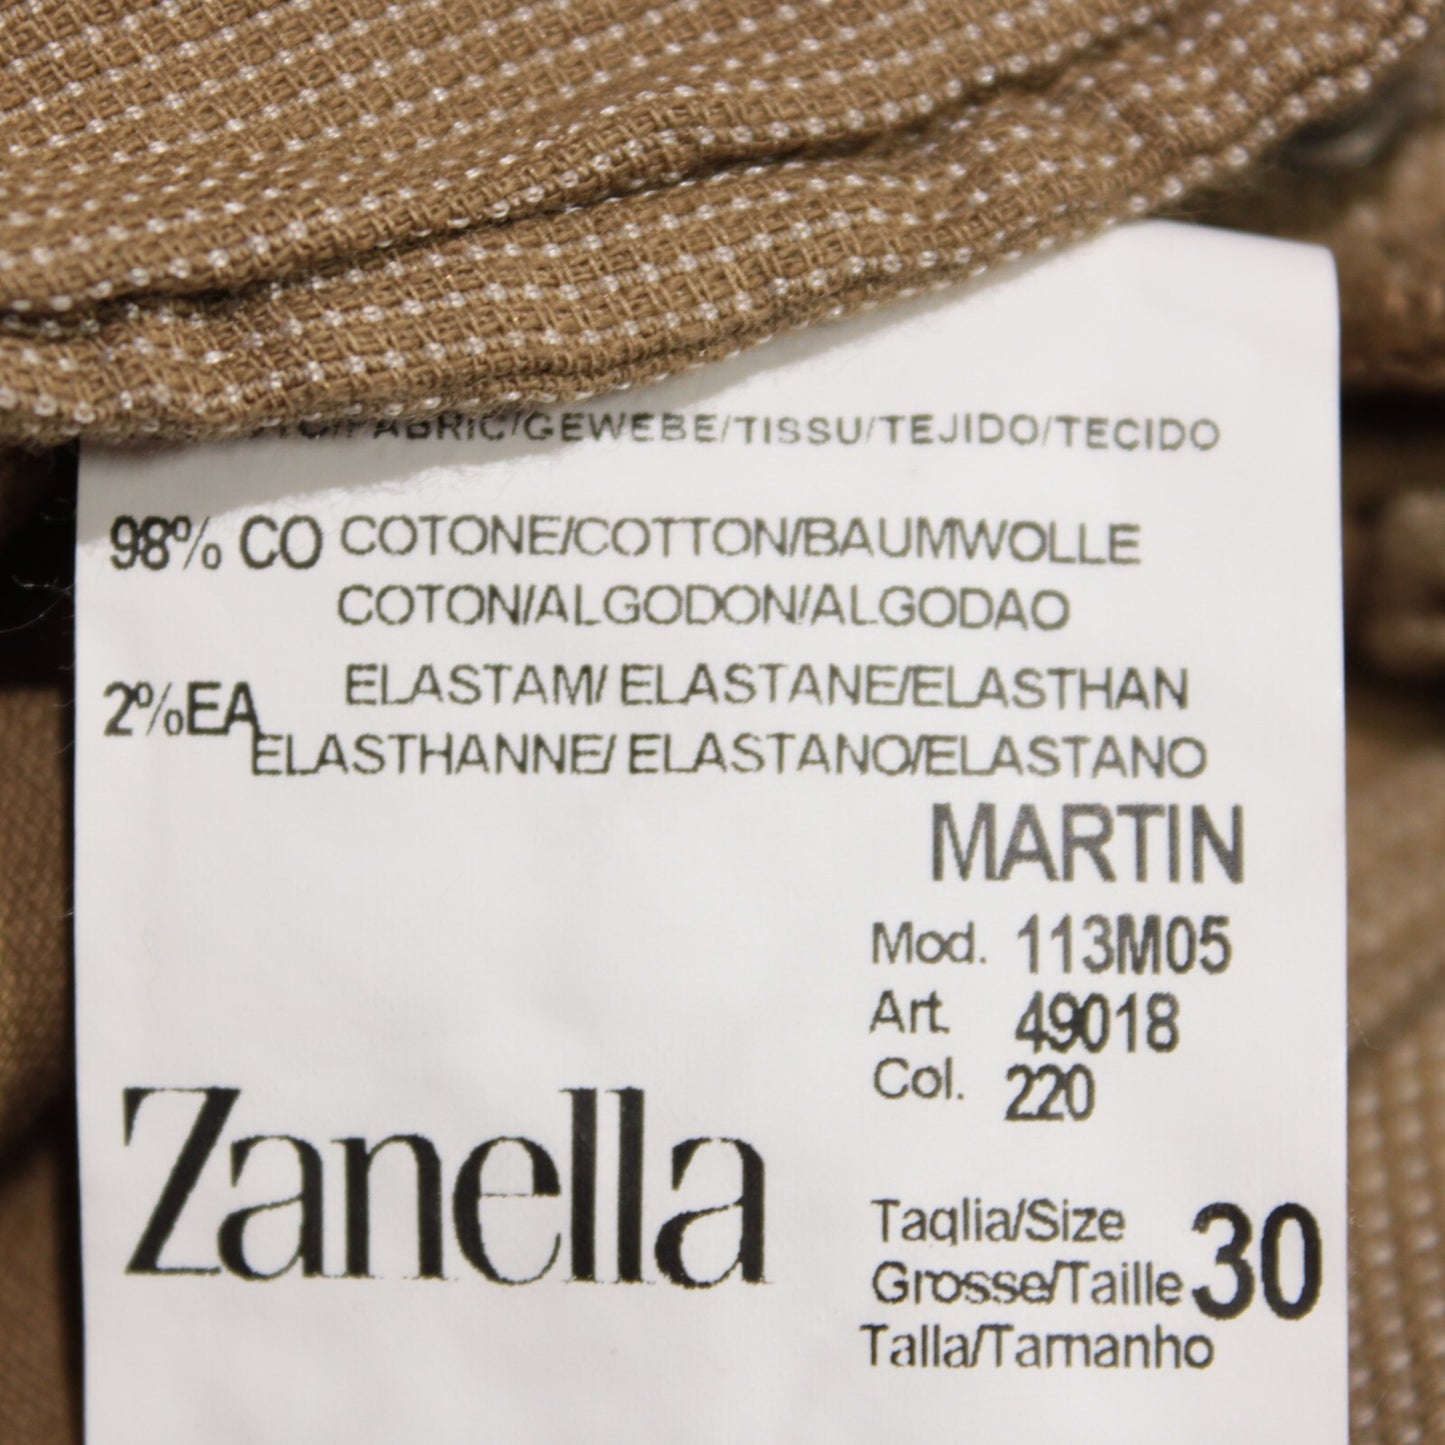 FABRIC/GEWEBE/TISSU/TEJIDO/TECIDO
98% CO COTONE/COTTON/BAUMWOLLE
COTON/ALGODON/ALGODAO
2%EA ELASTAM/ ELASTANE/ELASTHAN
ELASTHANNE/ ELASTANO/ELASTANO
MARTIN
Mod. 113M05
Art. 49018
Col. 220
Zanella
Taglia/Size
Grosse/Taille 30
Talla/Tamanho